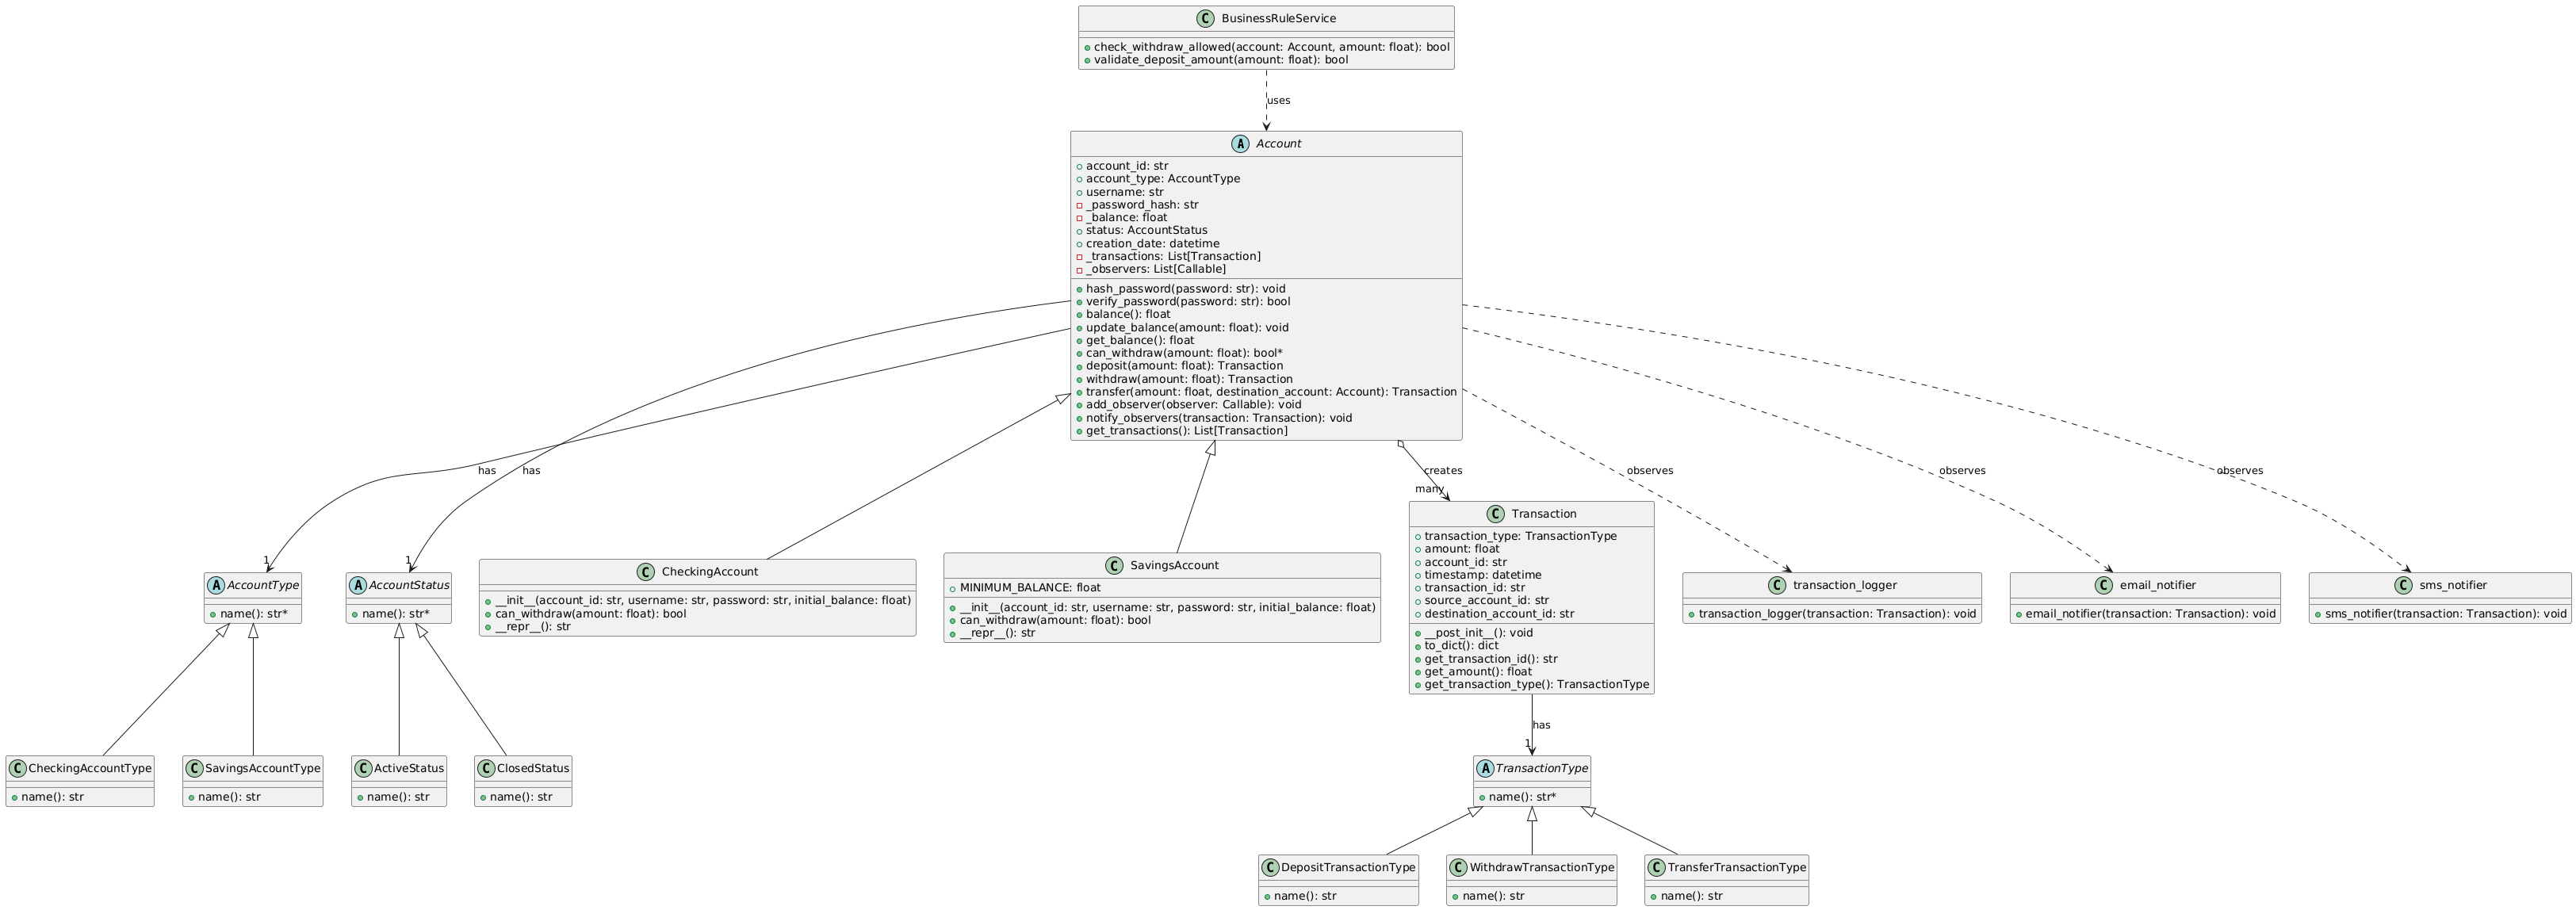 C BusinessRuleService
check_withdraw_allowed(account: Account, amount: float): bool
validate_deposit_amount(amount: float): bool
uses
A Account
account_id: str
account_type: AccountType
username: str
_password_hash: str
_balance: float
status: AccountStatus
creation_date: datetime
_transactions: List[Transaction]
_observers: List[Callable]
hash_password(password: str): void
verify_password(password: str): bool
balance(): float
update_balance(amount: float): void
get_balance(): float
can_withdraw(amount: float): bool*
deposit(amount: float): Transaction
withdraw(amount: float): Transaction
transfer(amount: float, destination_account: Account): Transaction
add_observer(observer: Callable): void
notify_observers(transaction: Transaction): void
get_transactions(): List[Transaction]
has
has
creates
many
observes
observes
observes
1
1
A AccountType
name(): str*
A AccountStatus
name(): str*
C CheckingAccount
__init__(account_id: str, username: str, password: str, initial_balance: float)
can_withdraw(amount: float): bool
__repr__(): str
C SavingsAccount
MINIMUM_BALANCE: float
__init__(account_id: str, username: str, password: str, initial_balance: float)
can_withdraw(amount: float): bool
__repr__(): str
C Transaction
transaction_type: TransactionType
amount: float
account_id: str
timestamp: datetime
transaction_id: str
source_account_id: str
destination_account_id: str
__post_init__(): void
to_dict(): dict
get_transaction_id(): str
get_amount(): float
get_transaction_type(): TransactionType
C transaction_logger
transaction_logger(transaction: Transaction): void
C email_notifier
email_notifier(transaction: Transaction): void
C sms_notifier
sms_notifier(transaction: Transaction): void
has
1
C CheckingAccountType
name(): str
C SavingsAccountType
name(): str
C ActiveStatus
name(): str
C ClosedStatus
name(): str
A TransactionType
name(): str*
C DepositTransactionType
name(): str
C WithdrawTransactionType
name(): str
C TransferTransactionType
name(): str